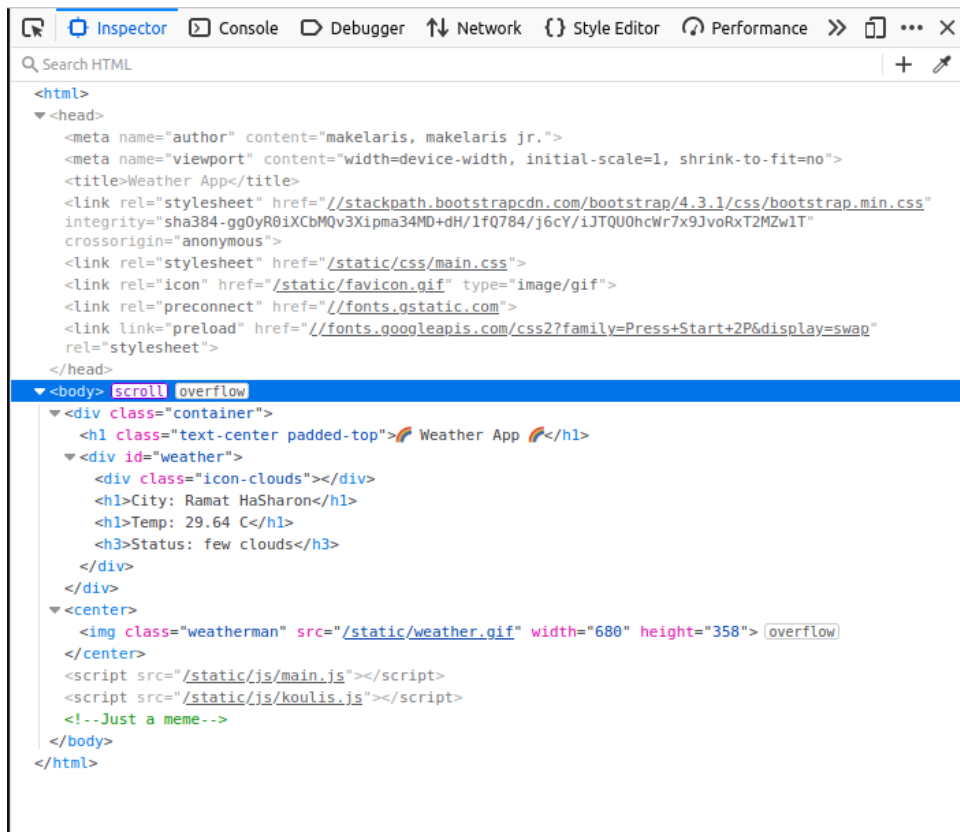 Inspector Console Debugger Network {} Style Editor Performance
Search HTML
<html>
<head>
<meta name="author" content="makelaris, makelaris jr.">
<meta name="viewport" content="width=device-width, initial-scale=1, shrink-to-fit=no">
<title>Weather App</title>
<link rel="stylesheet" href="//stackpath.bootstrapcdn.com/bootstrap/4.3.1/css/bootstrap.min.css"
integrity="sha384-ggOyR0iXCbMQv3Xipma34MD+dH/1fQ784/j6cY/iJTQUOhcWr7x9JvoRxT2MZw1T"
crossorigin="anonymous">
<link rel="stylesheet" href="/static/css/main.css">
<link rel="icon" href="/static/favicon.gif" type="image/gif">
<link rel="preconnect" href="//fonts.gstatic.com">
<link link="preload" href="//fonts.googleapis.com/css2?family=Press+Start+2P&display=swap"
rel="stylesheet">
</head>
<body> scroll overflow
<div class="container">
<h1 class="text-center padded-top">🌈 Weather App 🌈</h1>
<div id="weather">
<div class="icon-clouds"></div>
<h1>City: Ramat HaSharon</h1>
<h1>Temp: 29.64 C</h1>
<h3>Status: few clouds</h3>
</div>
</div>
<center>
<img class="weatherman" src="/static/weather.gif" width="680" height="358"> overflow
</center>
<script src="/static/js/main.js"></script>
<script src="/static/js/koulis.js"></script>
<!--Just a meme-->
</body>
</html>